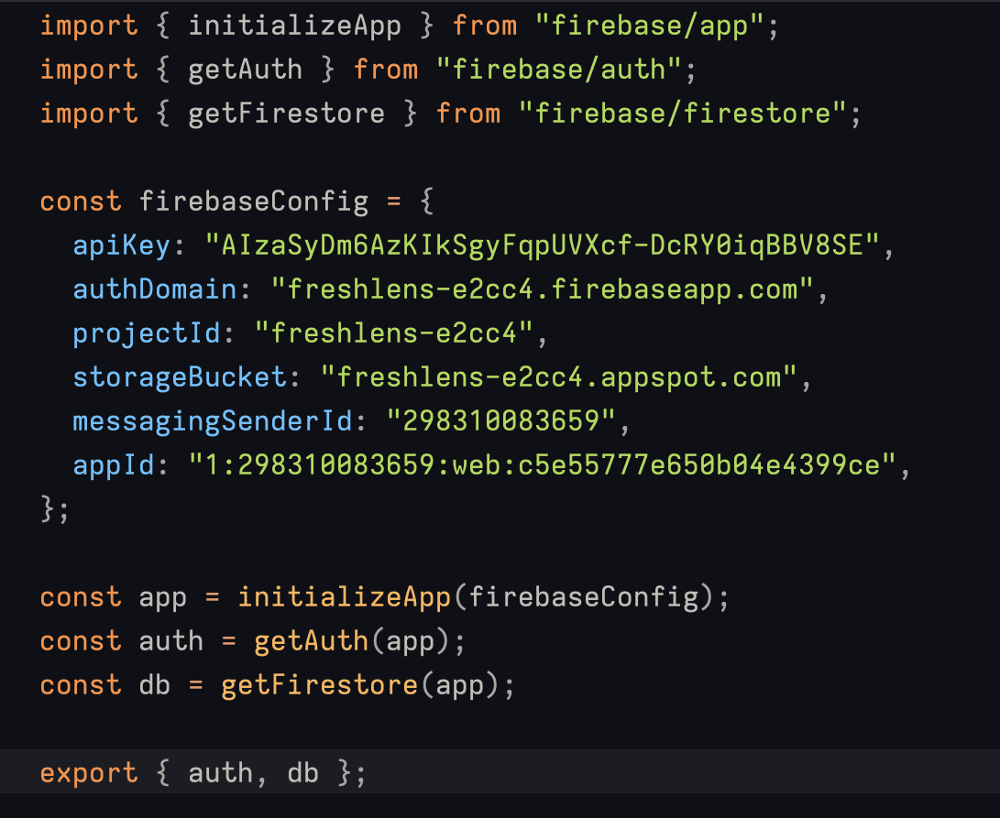 import { initializeApp } from "firebase/app";
import { getAuth } from "firebase/auth";
import { getFirestore } from "firebase/firestore";
const firebaseConfig = {
apiKey: "AIzaSyDm6AzKIkSgyFqpUVXcf-DcRY0iqBBV8SE",
authDomain: "freshlens-e2cc4.firebaseapp.com",
projectId: "freshlens-e2cc4",
storageBucket: "freshlens-e2cc4.appspot.com",
messagingSenderId: "298310083659",
appId: "1:298310083659:web:c5e55777e650b04e4399ce",
};
const app = initializeApp(firebaseConfig);
const auth = getAuth(app);
const db = getFirestore(app);
export { auth, db };